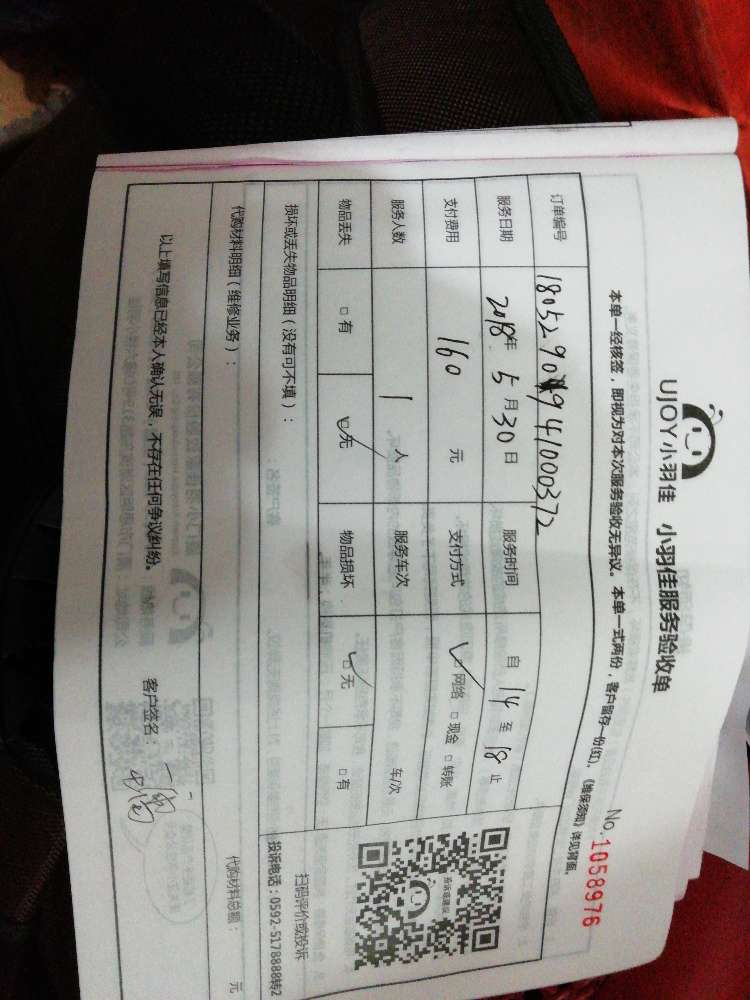 UJOY小羽佳 小羽佳服务验收单
No.1058976
本单一经核签，即视为对本次服务验收无异议。本单一式两份，客户留存一份(红)。《维保须知》详见背面。
订单编号
服务日期 2018年 5月30日 服务时间 自 14 至 18 止
支付费用 160 元 支付方式 ☑网络 □现金 □转账
服务人数 1 人 服务车次 车/次
物品丢失 □有 ☑无 物品损坏 ☑无 □有
损坏或丢失物品明细（没有可不填）：
投诉或建议
扫码评价或投诉
投诉电话：0592-5178888转2
代购材料明细（维修业务）：
代购材料总额： 元
以上填写信息已经本人确认无误，不存在任何争议纠纷。
客户签名：